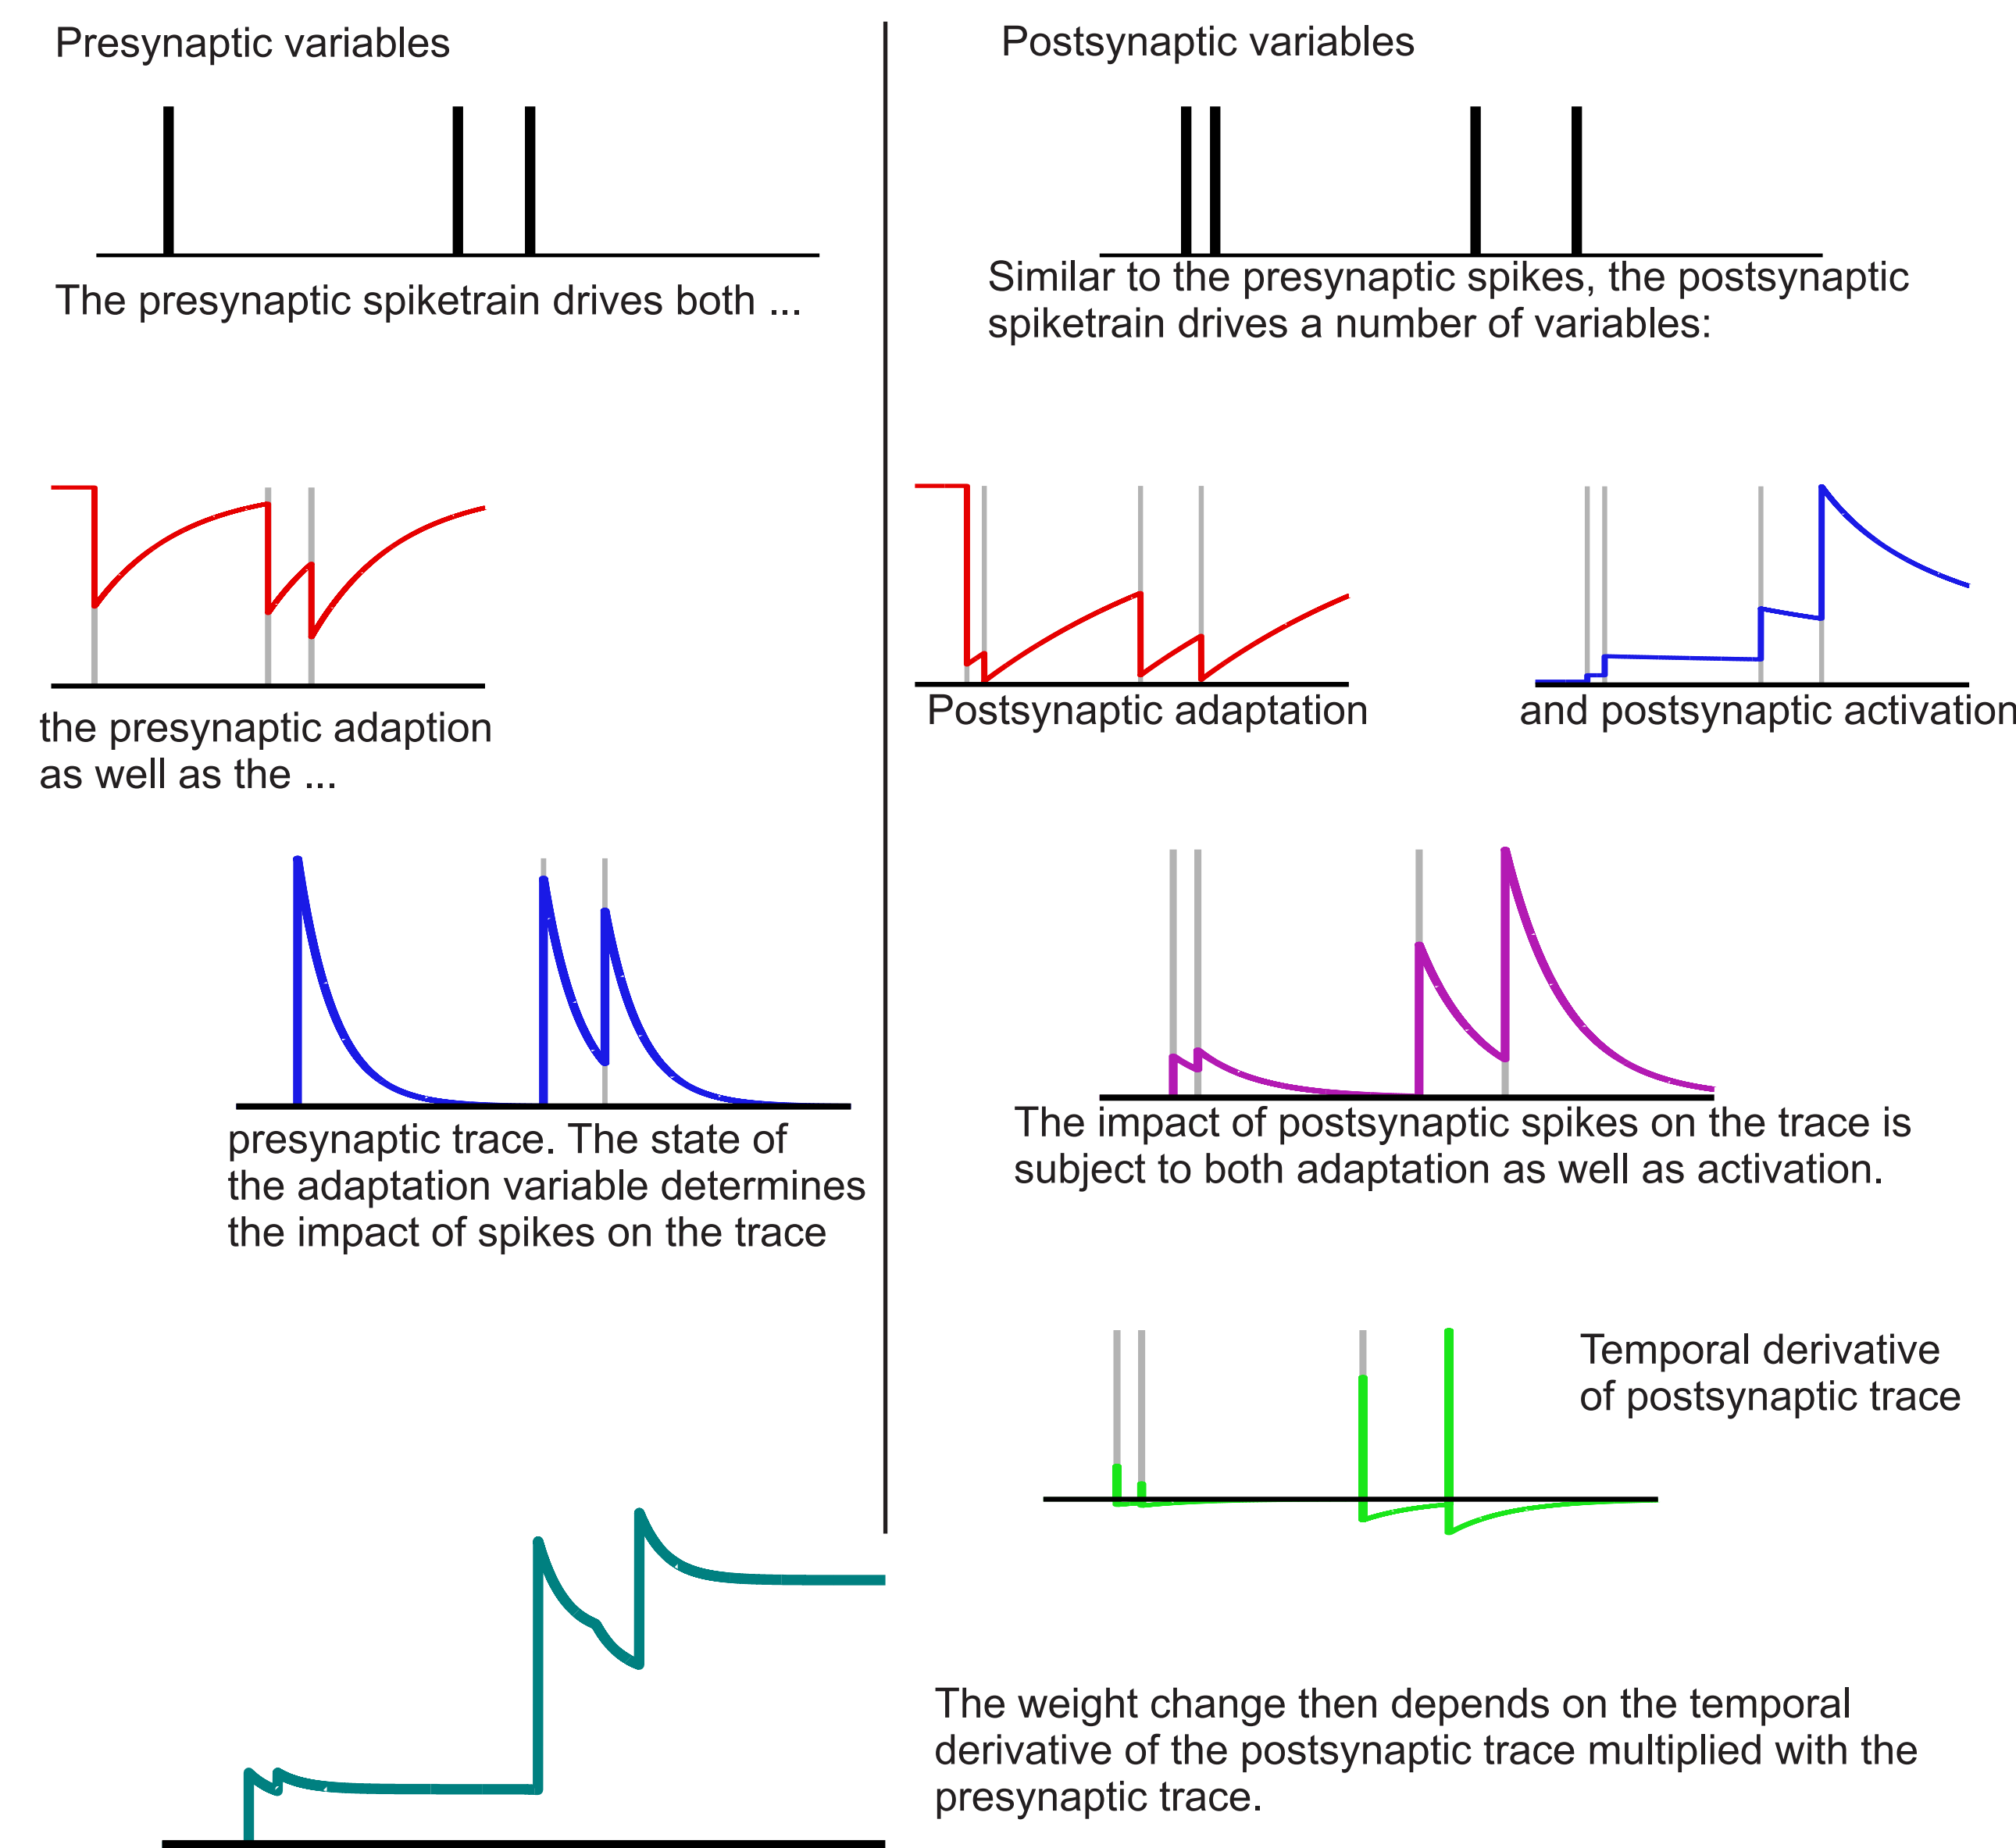 Presynaptic variables
The presynaptic spiketrain drives both ...
the presynaptic adaption
as well as the ...
presynaptic trace. The state of
the adaptation variable determines
the impact of spikes on the trace
Postsynaptic variables
Similar to the presynaptic spikes, the postsynaptic
spiketrain drives a number of variables:
Postsynaptic adaptation
and postsynaptic activation
The impact of postsynaptic spikes on the trace is
subject to both adaptation as well as activation.
Temporal derivative
of postsynaptic trace
The weight change then depends on the temporal
derivative of the postsynaptic trace multiplied with the
presynaptic trace.